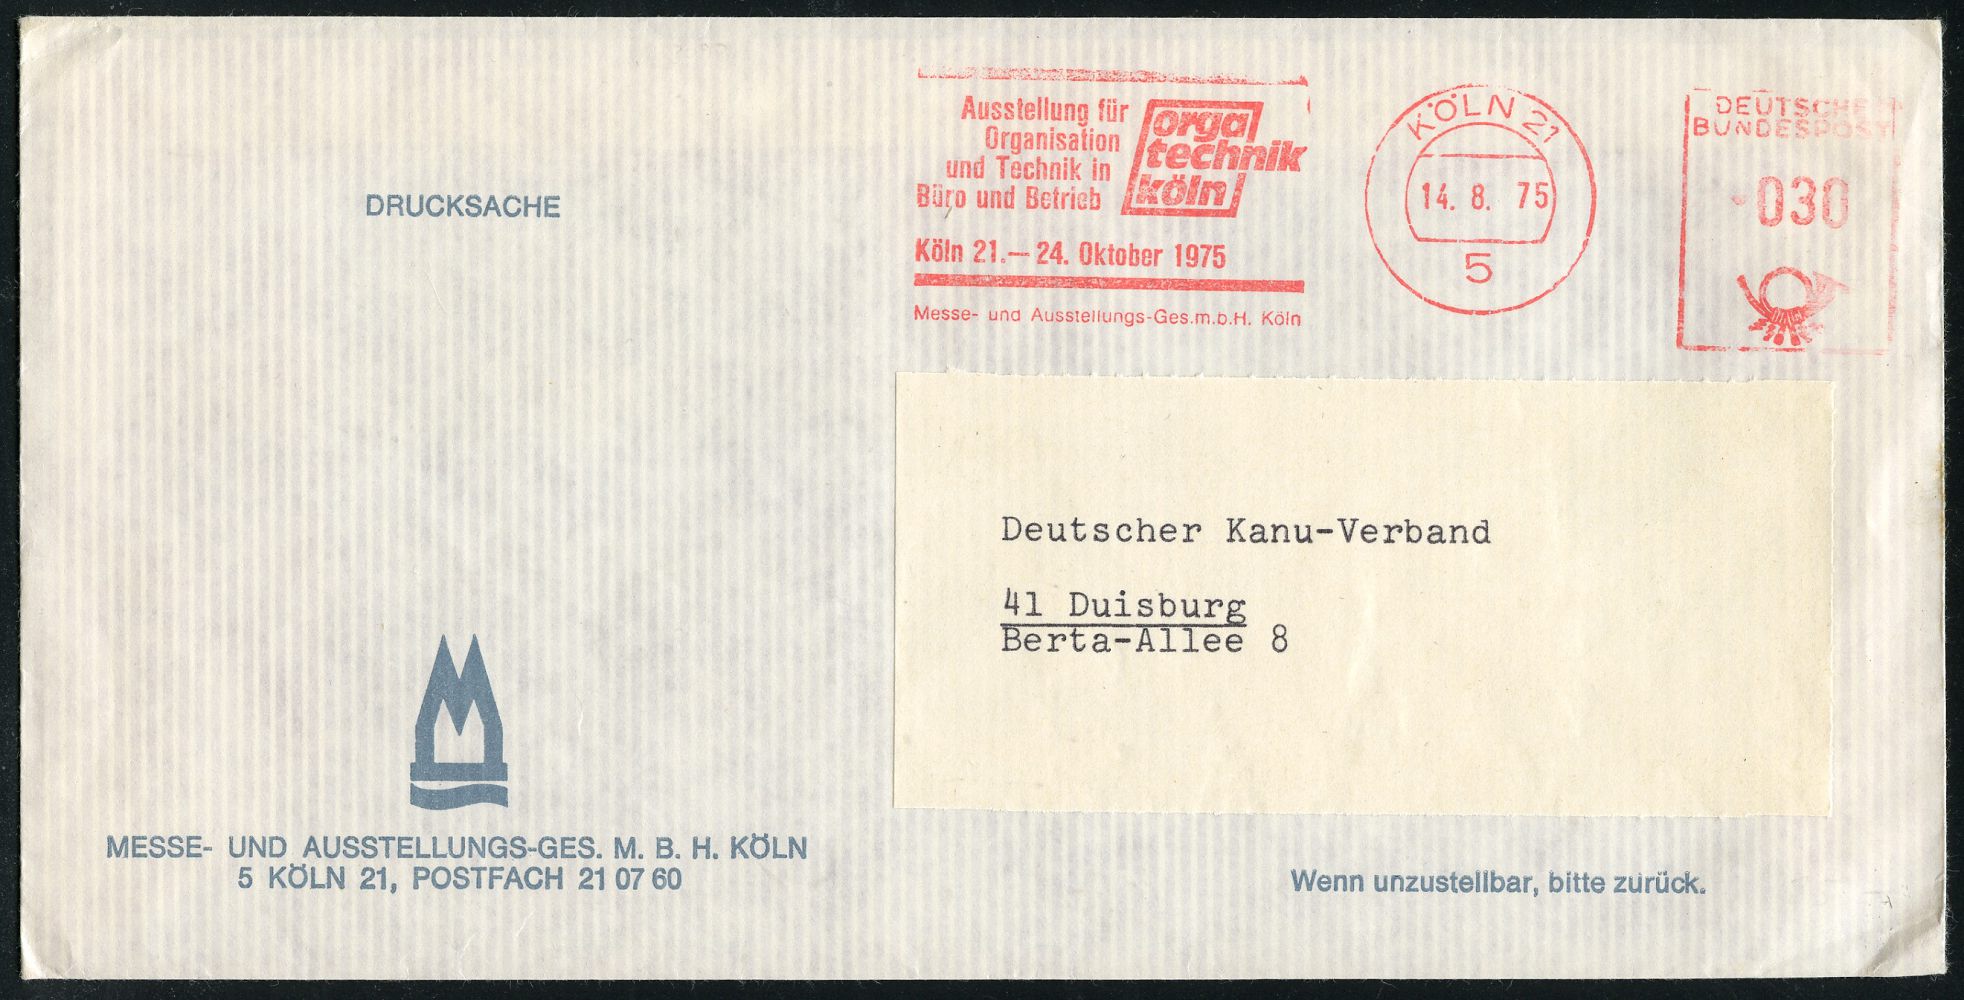 Ausstellung für
Organisation
und Technik in
Büro und Betrieb
orga
technik
köln
Köln 21.— 24. Oktober 1975
Messe- und Ausstellungs-Ges.m.b.H. Köln
KÖLN 21
14. 8. 75
5
DEUTSCHE
BUNDESPOST
030
DRUCKSACHE
Deutscher Kanu-Verband
41 Duisburg
Berta-Allee 8
MESSE- UND AUSSTELLUNGS-GES. M. B. H. KÖLN
5 KÖLN 21, POSTFACH 21 07 60
Wenn unzustellbar, bitte zurück.